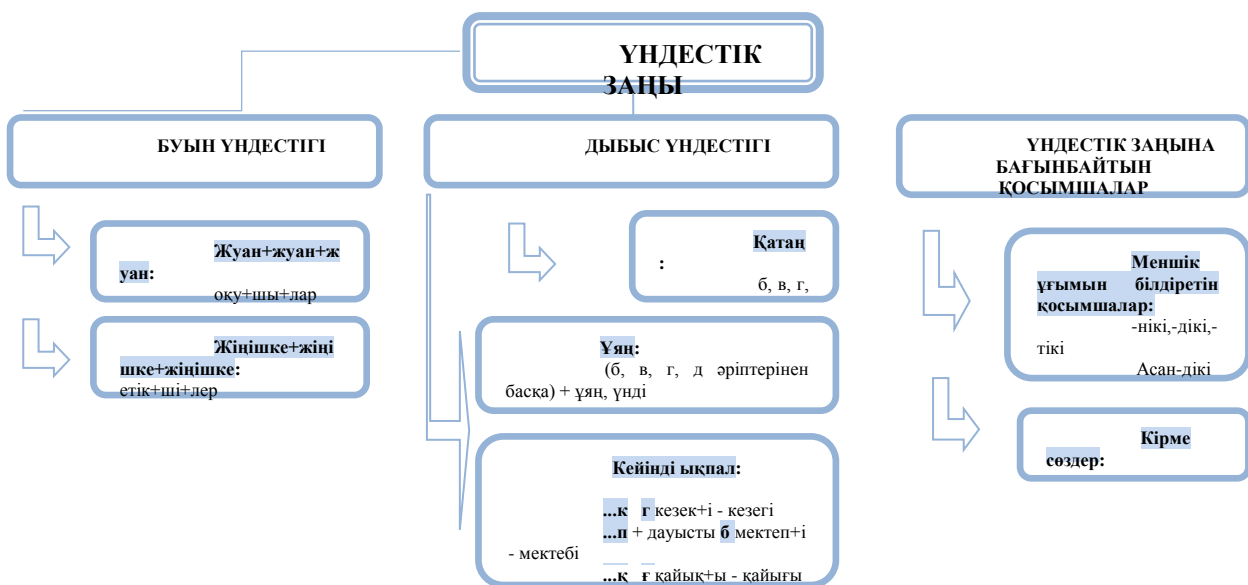 ҮНДЕСТІК
ЗАҢЫ
БУЫН ҮНДЕСТІГІ
Жуан+жуан+ж
уан:
оқу+шы+лар
Жіңішке+жіңі
шке+жіңішке:
етік+ші+лер
ДЫБЫС ҮНДЕСТІГІ
Қатаң
:
б, в, г,
Ұяң:
(б, в, г, д әріптерінен
басқа) + ұяң, үнді
Кейінді ықпал:
...к г кезек+і - кезегі
...п + дауысты б мектеп+і
- мектебі
...қ ғ қайық+ы - қайығы
ҮНДЕСТІК ЗАҢЫНА
БАҒЫНБАЙТЫН
ҚОСЫМШАЛАР
Меншік
ұғымын білдіретін
қосымшалар:
-нікі,-дікі,-
тікі
Асан-дікі
Кірме
сөздер: